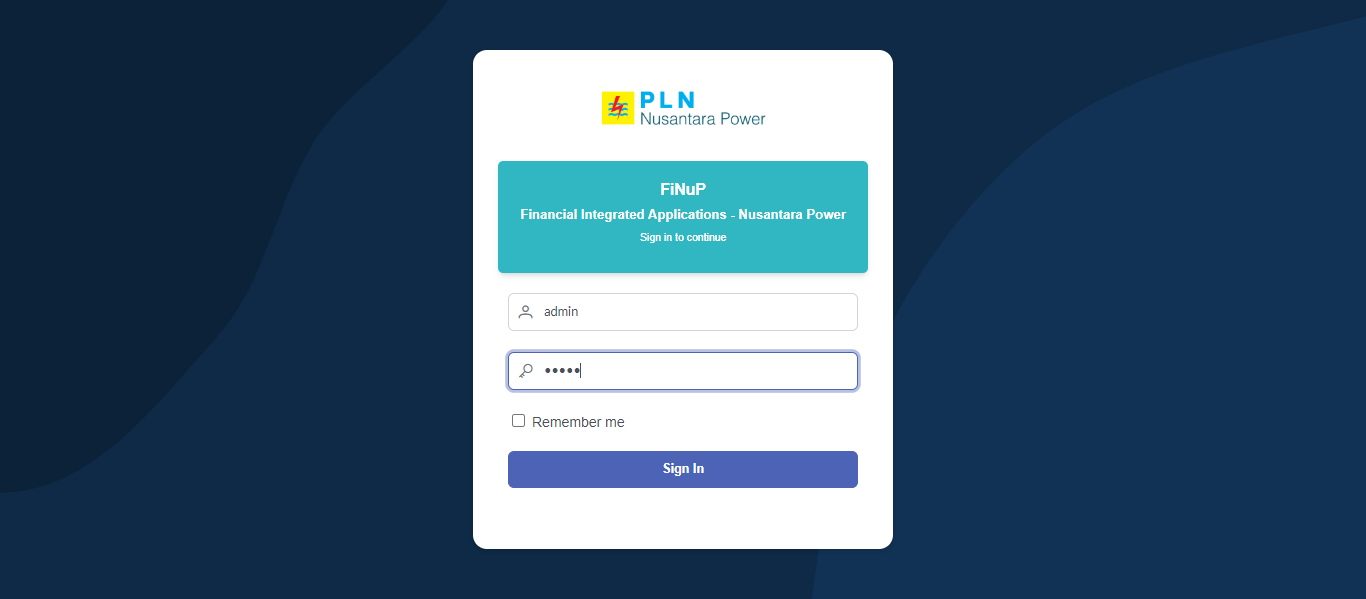 PLN
Nusantara Power
FiNuP
Financial Integrated Applications - Nusantara Power
Sign in to continue
admin
•••••
Remember me
Sign In